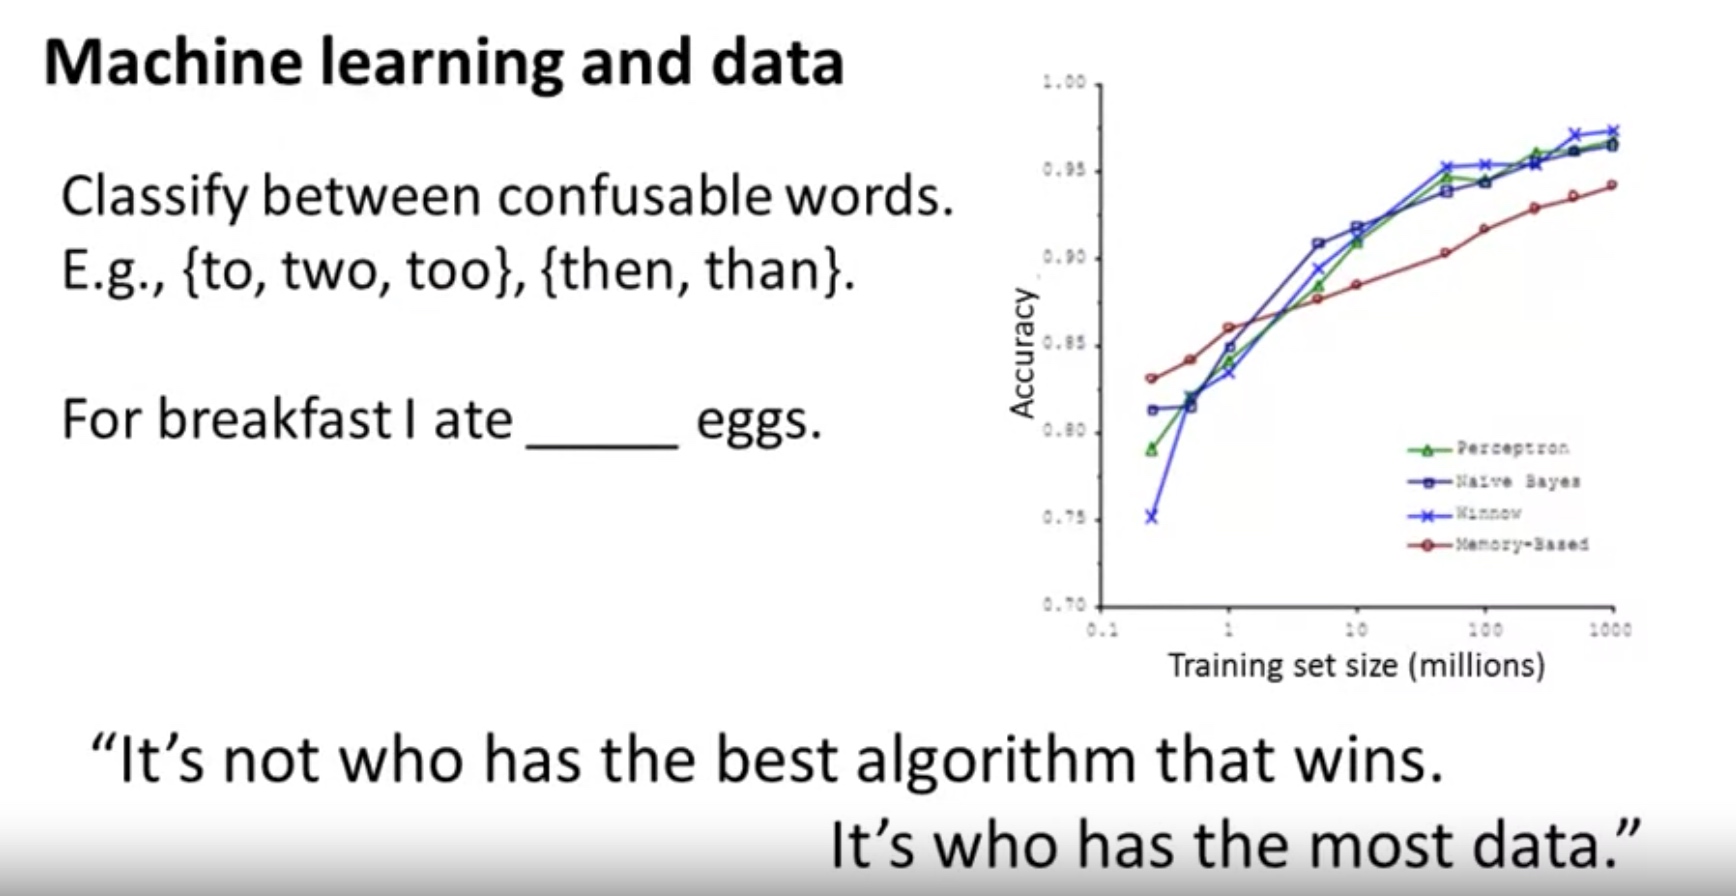 Machine learning and data
Classify between confusable words.
E.g., {to, two, too}, {then, than}.
For breakfast I ate _____ eggs.
1.00
0.95
0.90
0.85
0.80
0.75
0.70
Accuracy
Perceptron
Naïve Bayes
Winnow
Memory-Based
0.1 1 10 100 1000
Training set size (millions)
“It’s not who has the best algorithm that wins.
It’s who has the most data.”